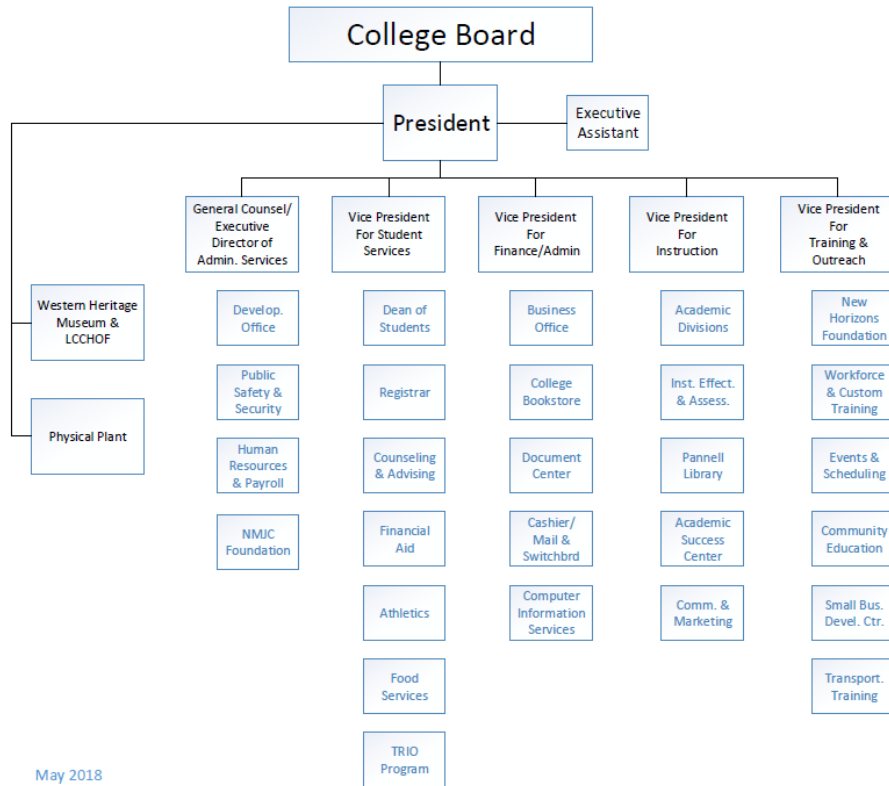 College Board
President
Executive
Assistant
General Counsel/
Executive
Director of
Admin. Services
Vice President
For Student
Services
Vice President
For
Finance/Admin
Vice President
For
Instruction
Vice President
For
Training &
Outreach
Western Heritage
Museum &
LCCHOF
Physical Plant
Develop.
Office
Public
Safety &
Security
Human
Resources
& Payroll
NMJC
Foundation
Dean of
Students
Registrar
Counseling
& Advising
Financial
Aid
Athletics
Food
Services
TRIO
Program
Business
Office
College
Bookstore
Document
Center
Cashier/
Mail &
Switchbrd
Computer
Information
Services
Academic
Divisions
Inst. Effect.
& Assess.
Pannell
Library
Academic
Success
Center
Comm. &
Marketing
New
Horizons
Foundation
Workforce
& Custom
Training
Events &
Scheduling
Community
Education
Small Bus.
Devel. Ctr.
Transport.
Training
May 2018